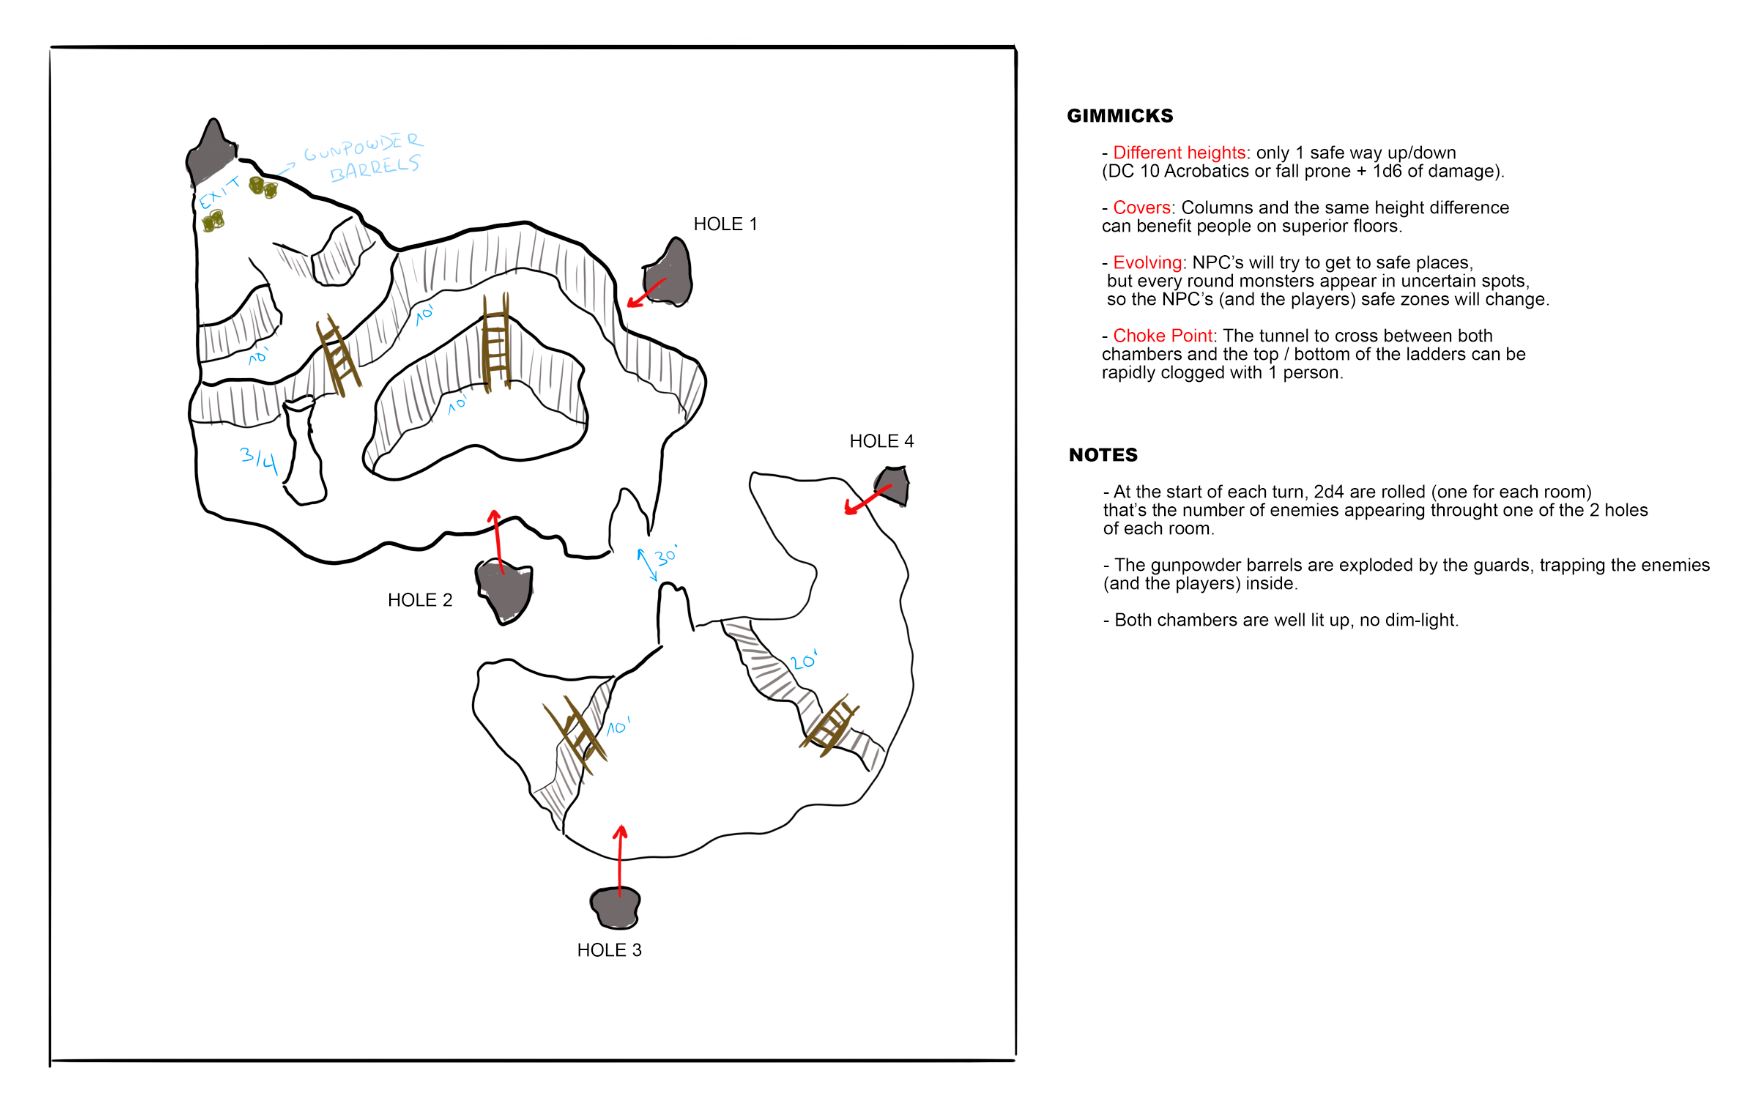 GUNPOWDER
BARRELS
EXIT
HOLE 1
10'
10'
10'
3/4
HOLE 4
30'
HOLE 2
20'
10'
HOLE 3
GIMMICKS
- Different heights: only 1 safe way up/down
(DC 10 Acrobatics or fall prone + 1d6 of damage).
- Covers: Columns and the same height difference
can benefit people on superior floors.
- Evolving: NPC's will try to get to safe places,
but every round monsters appear in uncertain spots,
so the NPC's (and the players) safe zones will change.
- Choke Point: The tunnel to cross between both
chambers and the top / bottom of the ladders can be
rapidly clogged with 1 person.
NOTES
- At the start of each turn, 2d4 are rolled (one for each room)
that's the number of enemies appearing throught one of the 2 holes
of each room.
- The gunpowder barrels are exploded by the guards, trapping the enemies
(and the players) inside.
- Both chambers are well lit up, no dim-light.